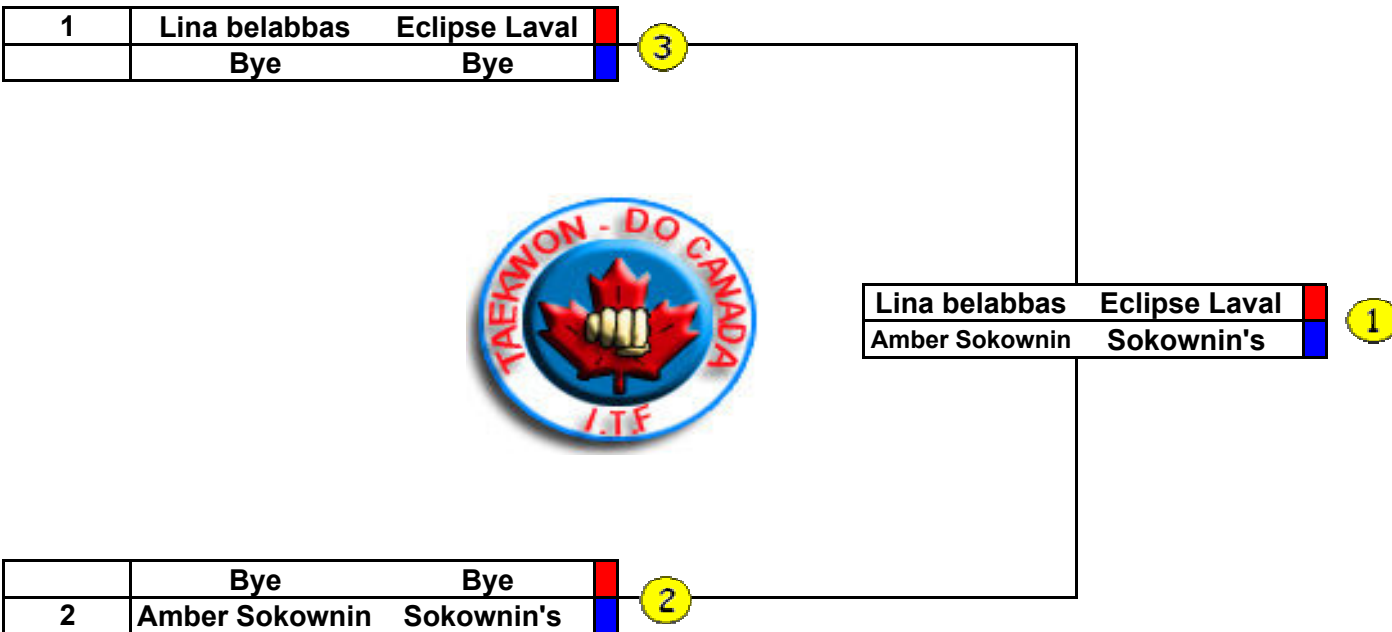 1 Lina belabbas Eclipse Laval
Bye Bye
3
TAEKWON - DO CANADA
I.T.F
Lina belabbas Eclipse Laval
Amber Sokownin Sokownin's
1
Bye Bye
2 Amber Sokownin Sokownin's
2